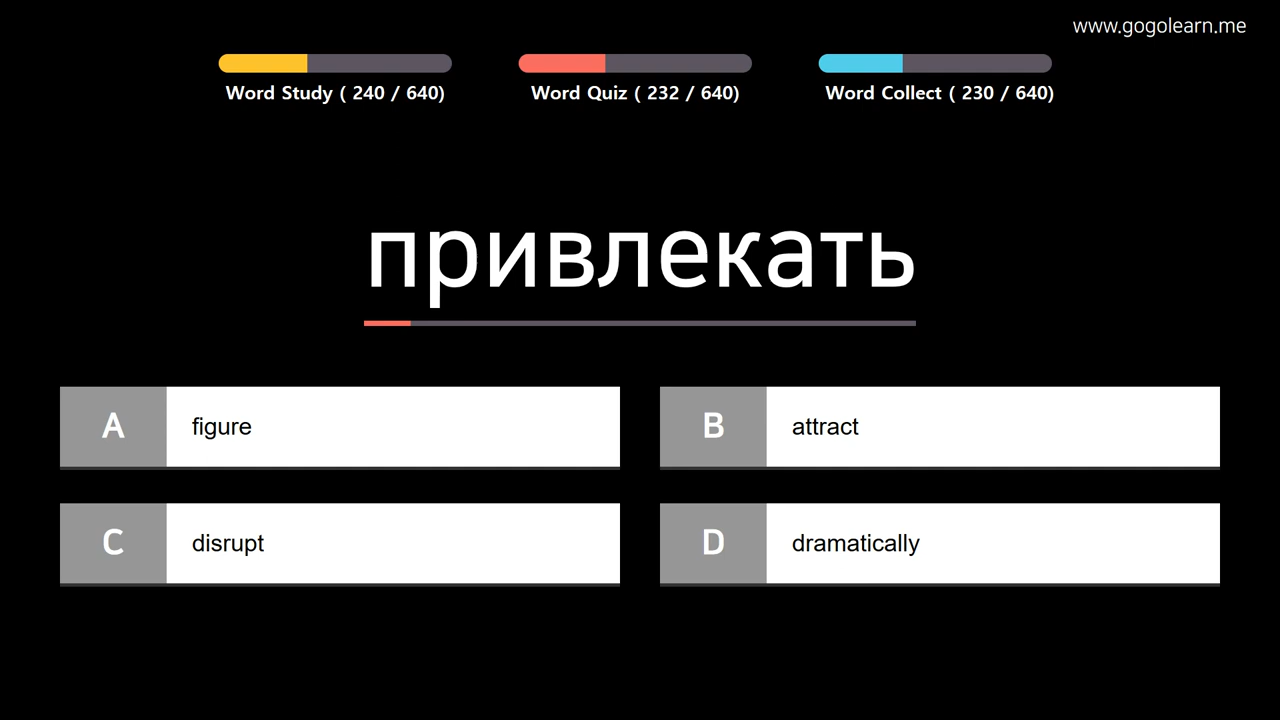 www.gogolearn.me
Word Study ( 240 / 640)
Word Quiz ( 232 / 640)
Word Collect ( 230 / 640)
привлекать
A figure
B attract
C disrupt
D dramatically